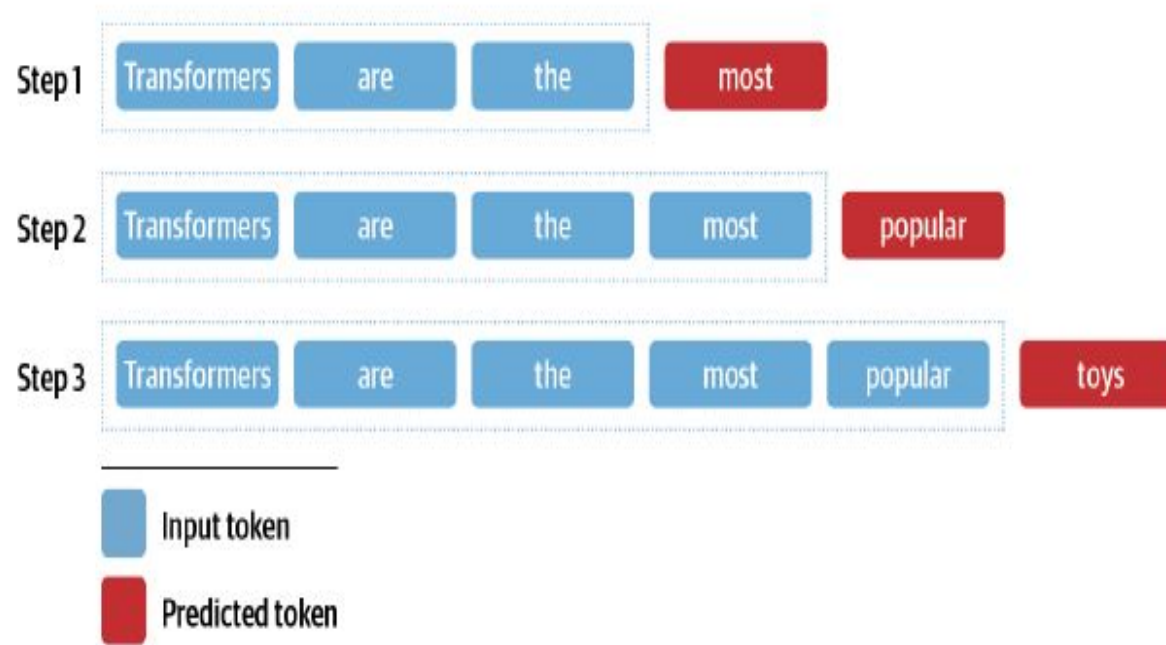 Step 1 Transformers are the most
Step 2 Transformers are the most popular
Step 3 Transformers are the most popular toys
Input token
Predicted token